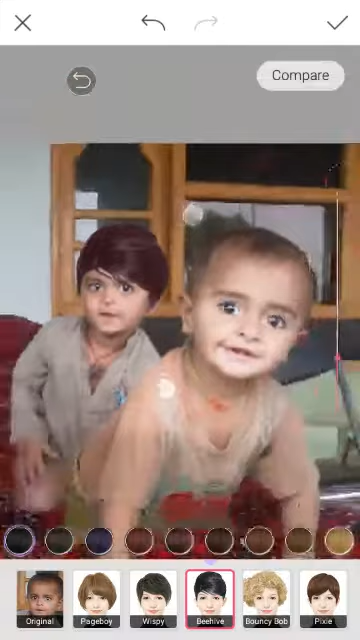 Compare
Original
Pageboy
Wispy
Beehive
Bouncy Bob
Pixie